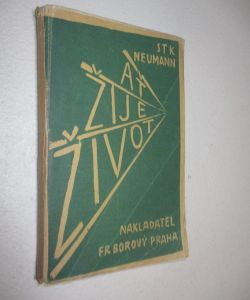 ST K
NEUMANN
AŤ
ŽIJE
ŽIVOT
NAKLADATEL
FR BOROVÝ PRAHA